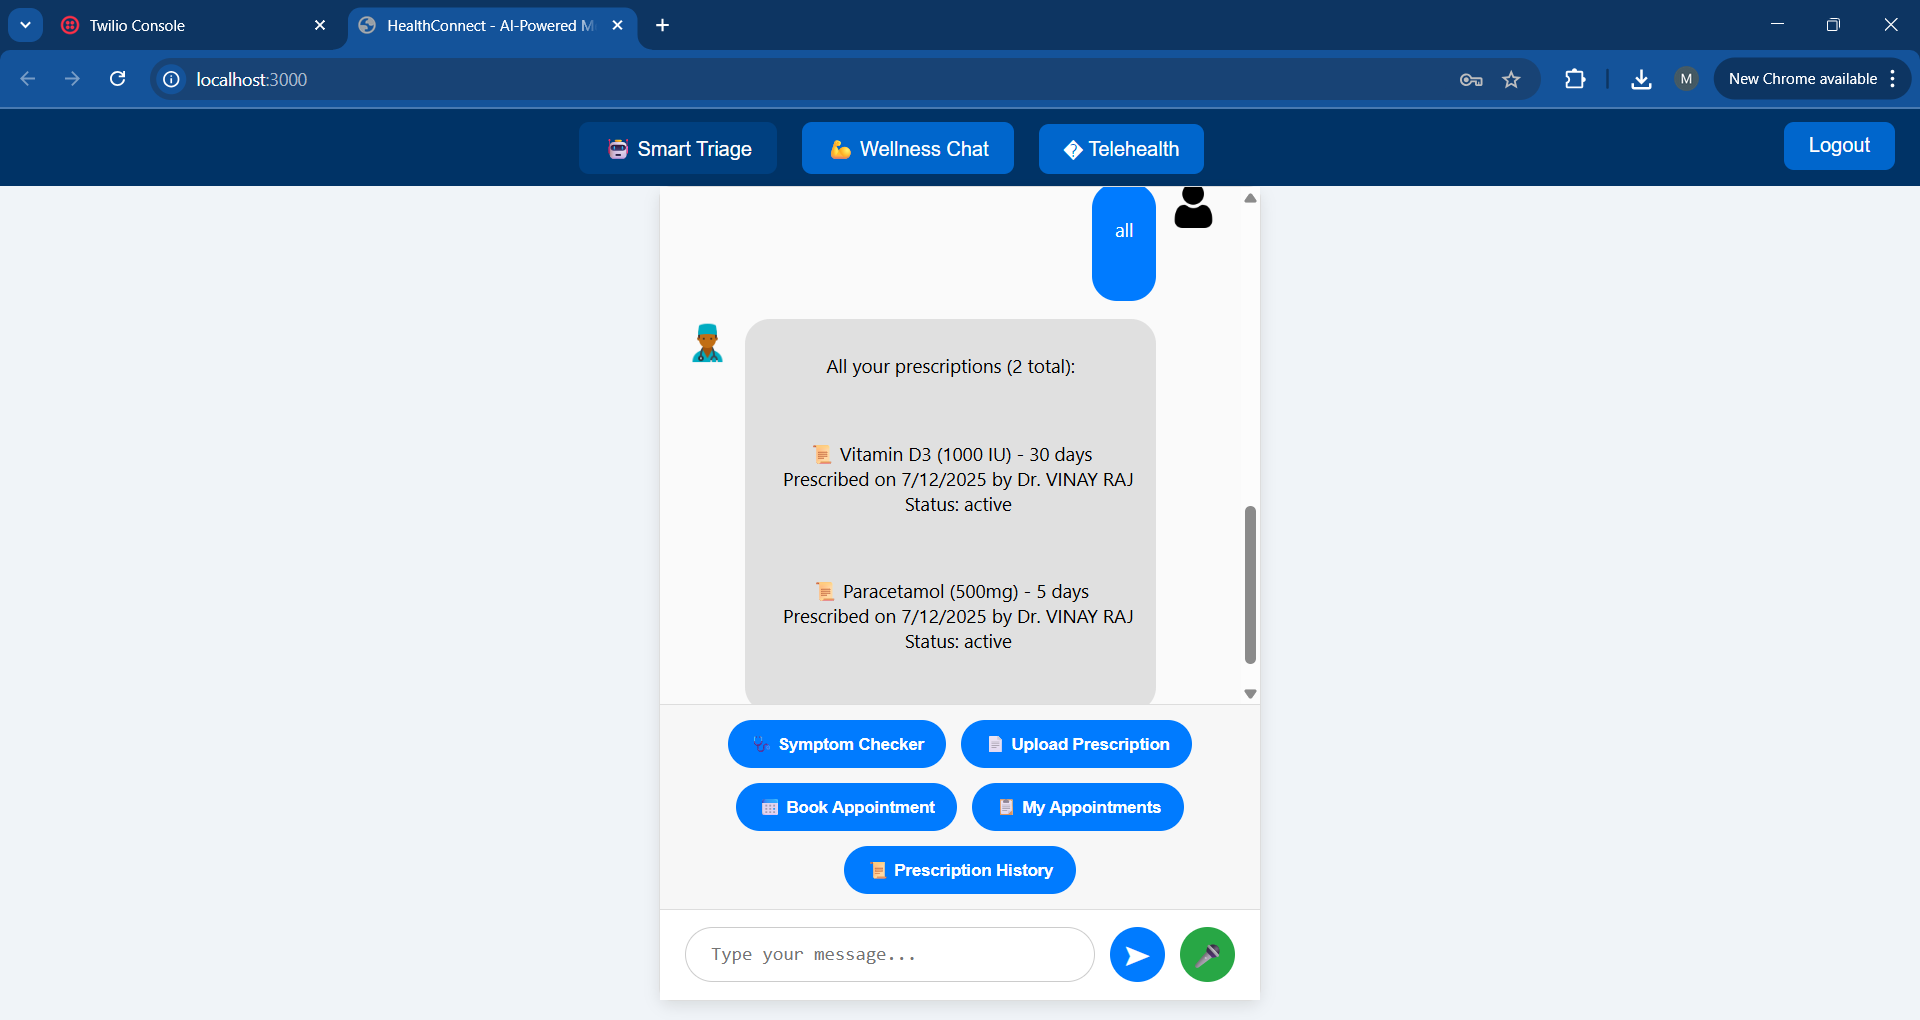 Twilio Console
HealthConnect - AI-Powered M
localhost:3000
M
New Chrome available
Smart Triage
Wellness Chat
� Telehealth
Logout
all
All your prescriptions (2 total):
Vitamin D3 (1000 IU) - 30 days
Prescribed on 7/12/2025 by Dr. VINAY RAJ
Status: active
Paracetamol (500mg) - 5 days
Prescribed on 7/12/2025 by Dr. VINAY RAJ
Status: active
Symptom Checker
Upload Prescription
Book Appointment
My Appointments
Prescription History
Type your message...